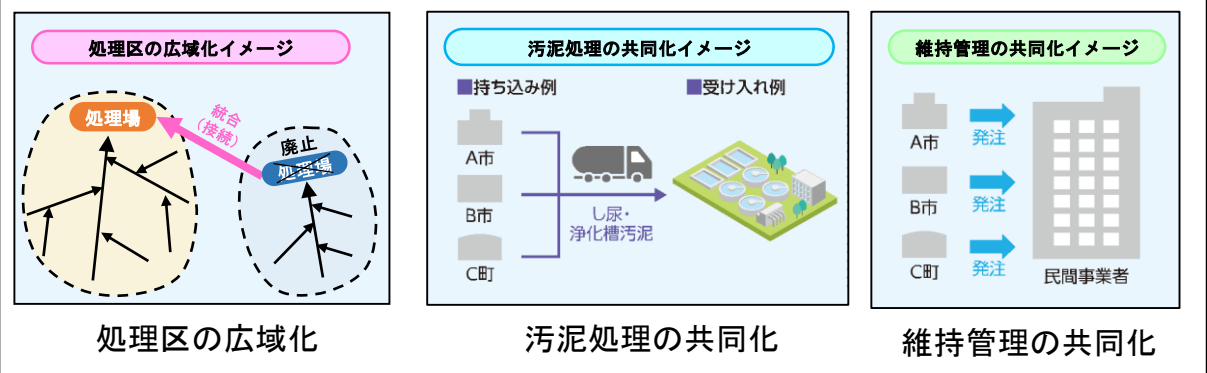 処理区の広域化イメージ
処理場
統合
(接続)
廃止
処理場
処理区の広域化
汚泥処理の共同化イメージ
■持ち込み例
■受け入れ例
A市
B市
C町
し尿・
浄化槽汚泥
汚泥処理の共同化
維持管理の共同化イメージ
A市
発注
B市
発注
C町
発注
民間事業者
維持管理の共同化